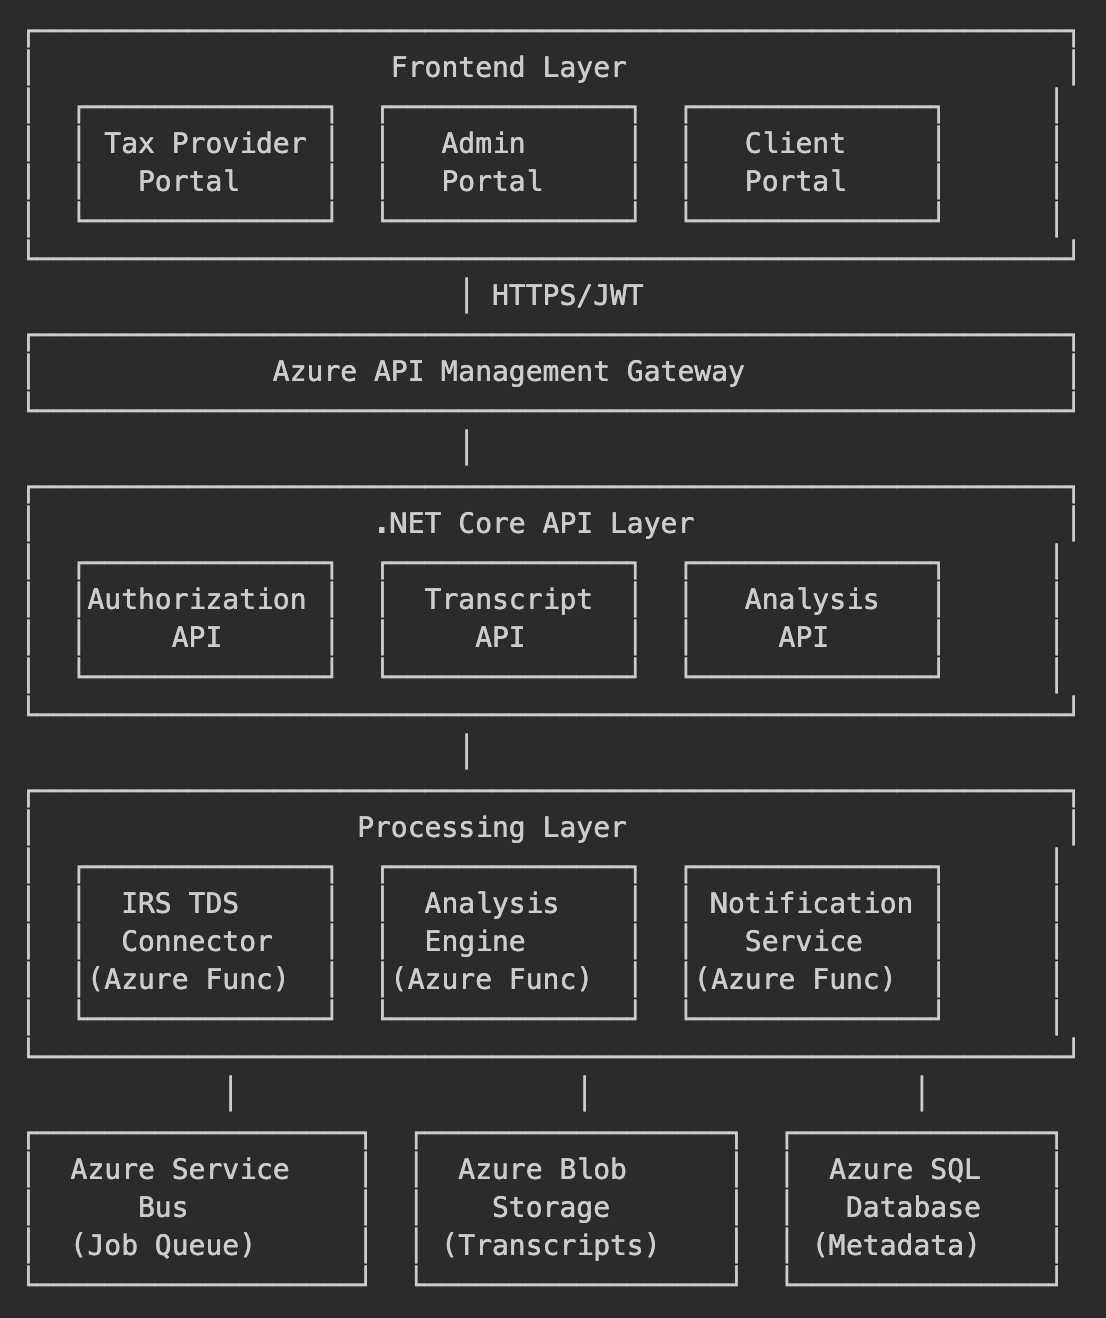 Frontend Layer
Tax Provider Admin Client
Portal Portal Portal
HTTPS/JWT
Azure API Management Gateway
.NET Core API Layer
Authorization Transcript Analysis
API API API
Processing Layer
IRS TDS Analysis Notification
Connector Engine Service
(Azure Func) (Azure Func) (Azure Func)
Azure Service Azure Blob Azure SQL
Bus Storage Database
(Job Queue) (Transcripts) (Metadata)